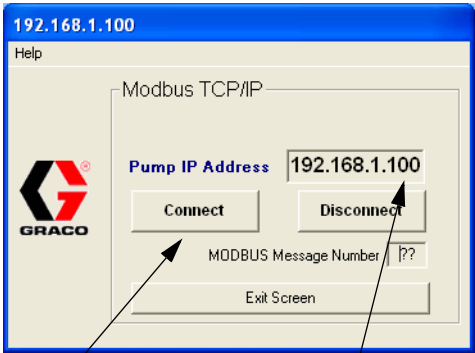 192.168.1.100
Help
Modbus TCP/IP
Pump IP Address 192.168.1.100
Connect Disconnect
GRACO ®
MODBUS Message Number ??
Exit Screen